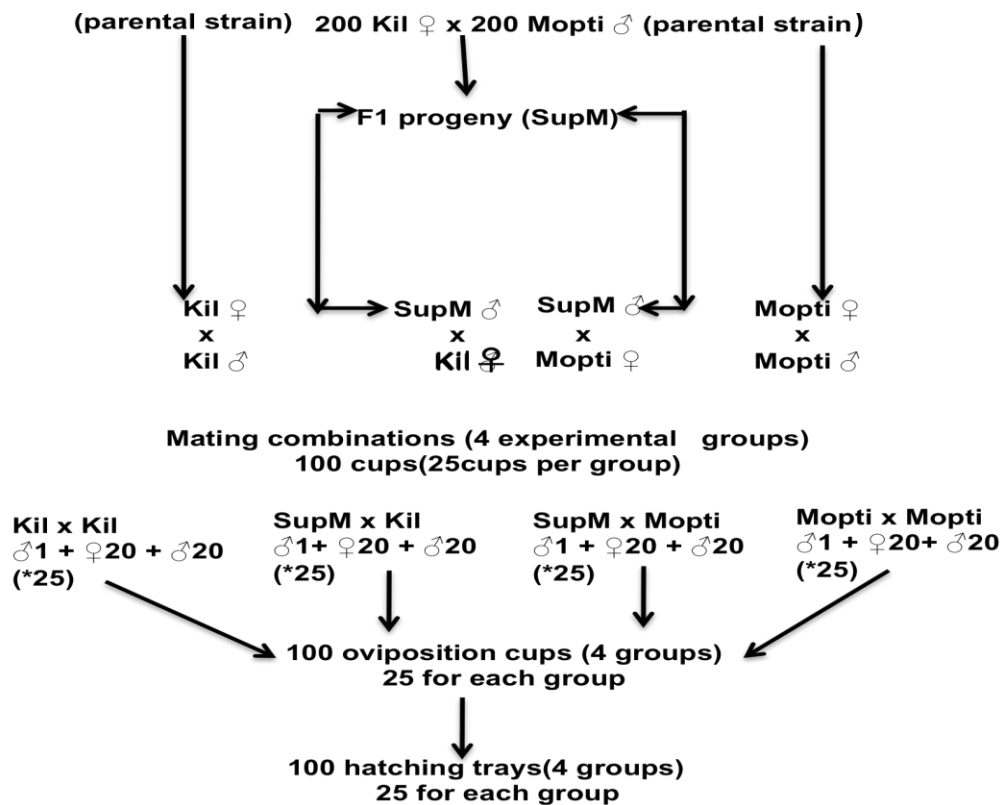 (parental strain) 200 Kil ♀ x 200 Mopti ♂ (parental strain)
F1 progeny (SupM)
Kil ♀
x
Kil ♂
SupM ♂
x
Kil ♀
SupM ♂
x
Mopti ♀
Mopti ♀
x
Mopti ♂
Mating combinations (4 experimental groups)
100 cups(25cups per group)
Kil x Kil
♂1 + ♀20 + ♂20
(*25)
SupM x Kil
♂1+ ♀20 + ♂20
(*25)
SupM x Mopti
♂1 + ♀20 + ♂20
(*25)
Mopti x Mopti
♂1 + ♀20+ ♂20
(*25)
100 oviposition cups (4 groups)
25 for each group
100 hatching trays(4 groups)
25 for each group